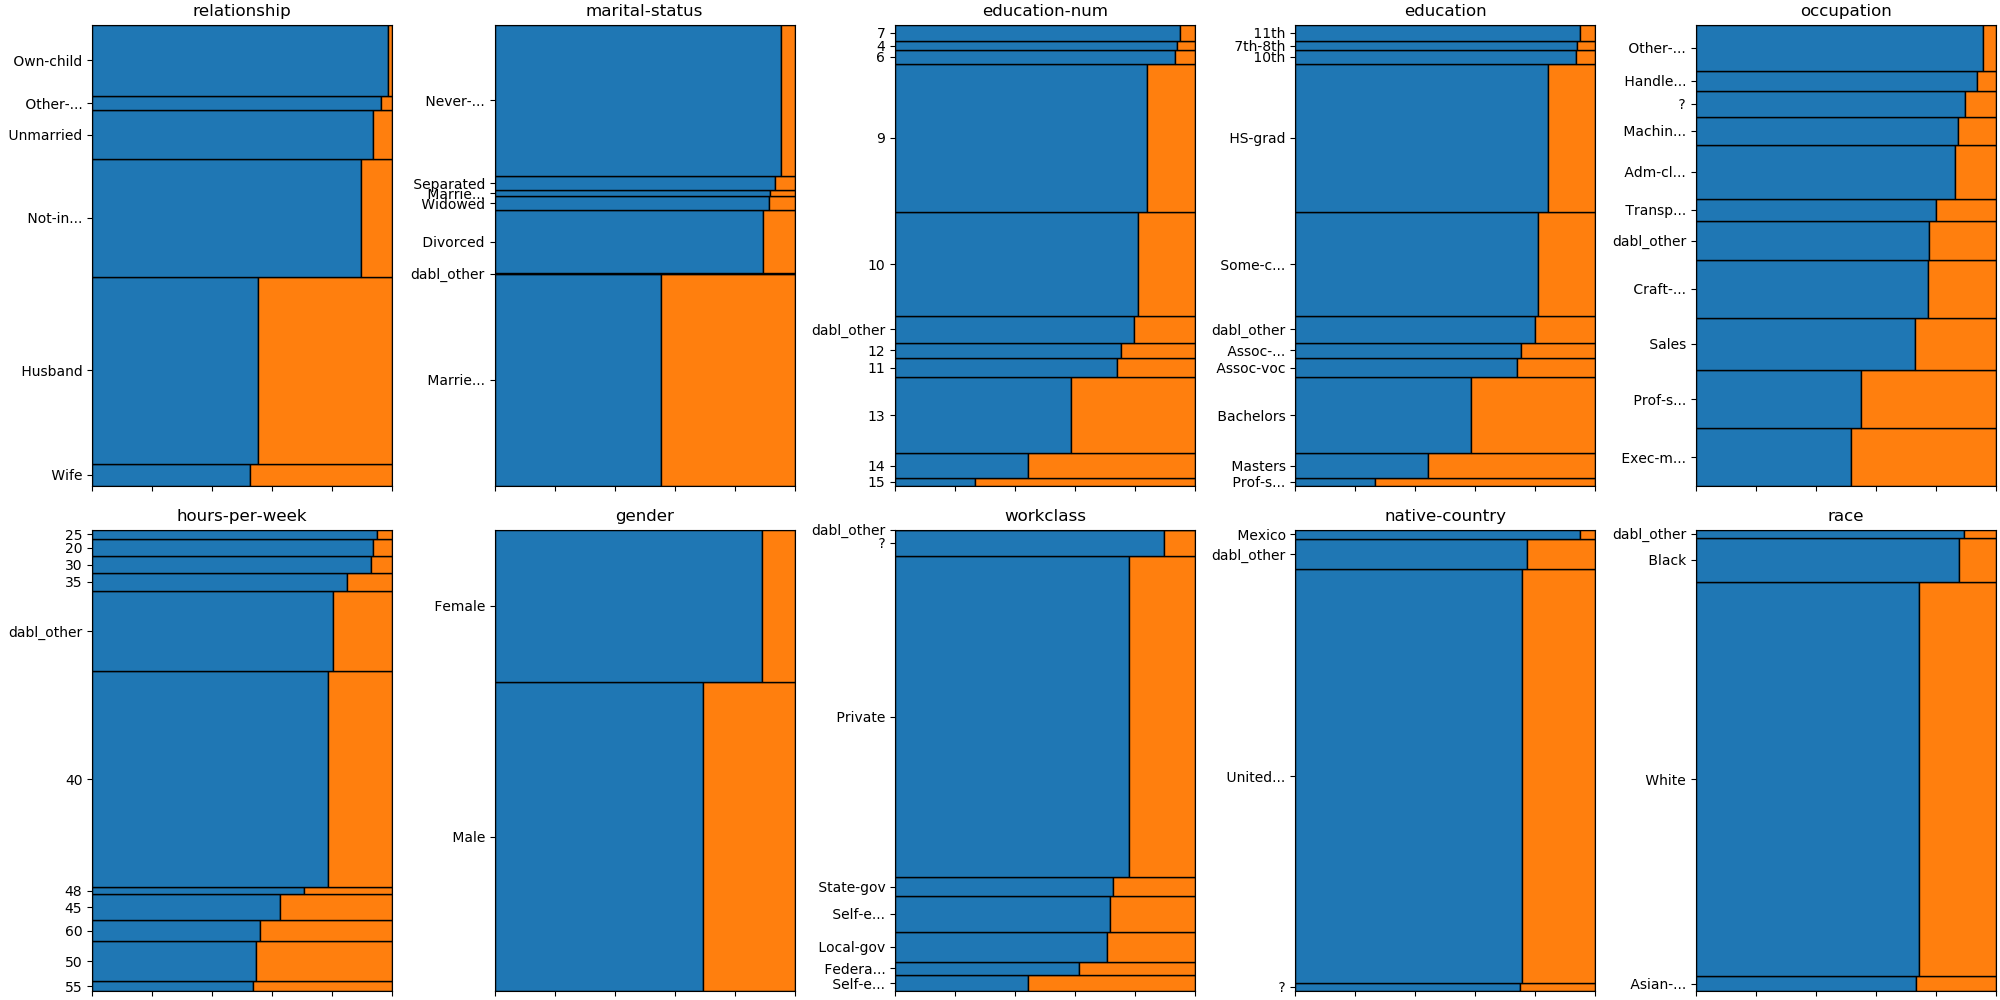 relationship
Own-child
Other-...
Unmarried
Not-in...
Husband
Wife
marital-status
Never-...
Separated
Marrie...
Widowed
Divorced
dabl_other
Marrie...
education-num
7
4
6
9
10
dabl_other
12
11
13
14
15
education
11th
7th-8th
10th
HS-grad
Some-c...
dabl_other
Assoc-...
Assoc-voc
Bachelors
Masters
Prof-s...
occupation
Other-...
Handle...
?
Machin...
Adm-cl...
Transp...
dabl_other
Craft-...
Sales
Prof-s...
Exec-m...
hours-per-week
25
20
30
35
dabl_other
40
48
45
60
50
55
gender
Female
Male
workclass
dabl_other
?
Private
State-gov
Self-e...
Local-gov
Federa...
Self-e...
native-country
Mexico
dabl_other
United...
?
race
dabl_other
Black
White
Asian-...